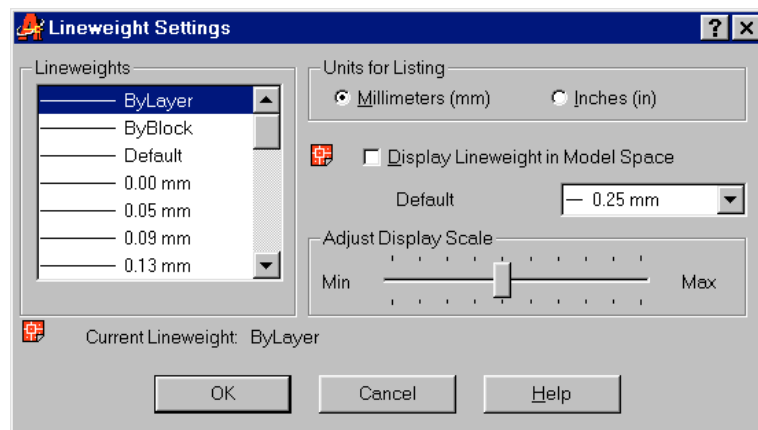 Lineweight Settings
Lineweights
ByLayer
ByBlock
Default
0.00 mm
0.05 mm
0.09 mm
0.13 mm
Units for Listing
Millimeters (mm)
Inches (in)
Display Lineweight in Model Space
Default
0.25 mm
Adjust Display Scale
Min
Max
Current Lineweight: ByLayer
OK
Cancel
Help